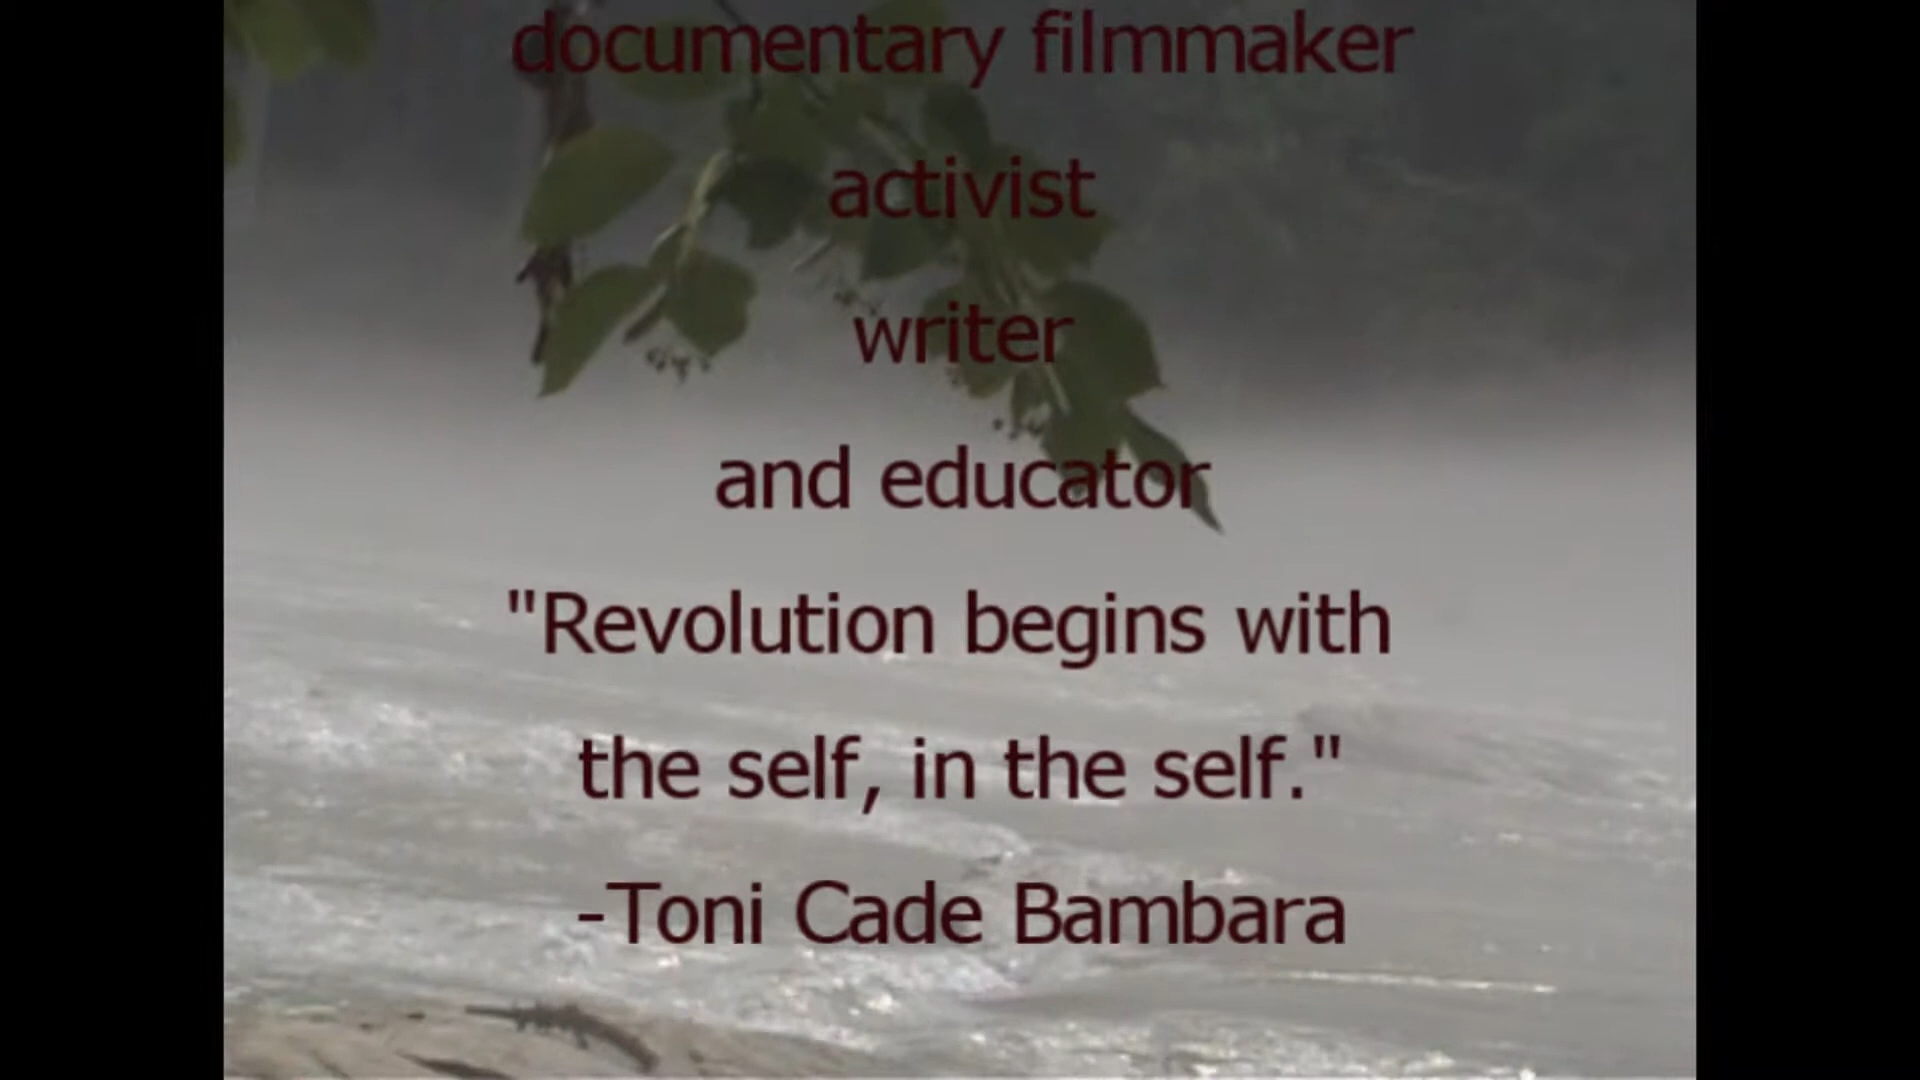 documentary filmmaker
activist
writer
and educator
"Revolution begins with
the self, in the self."
-Toni Cade Bambara